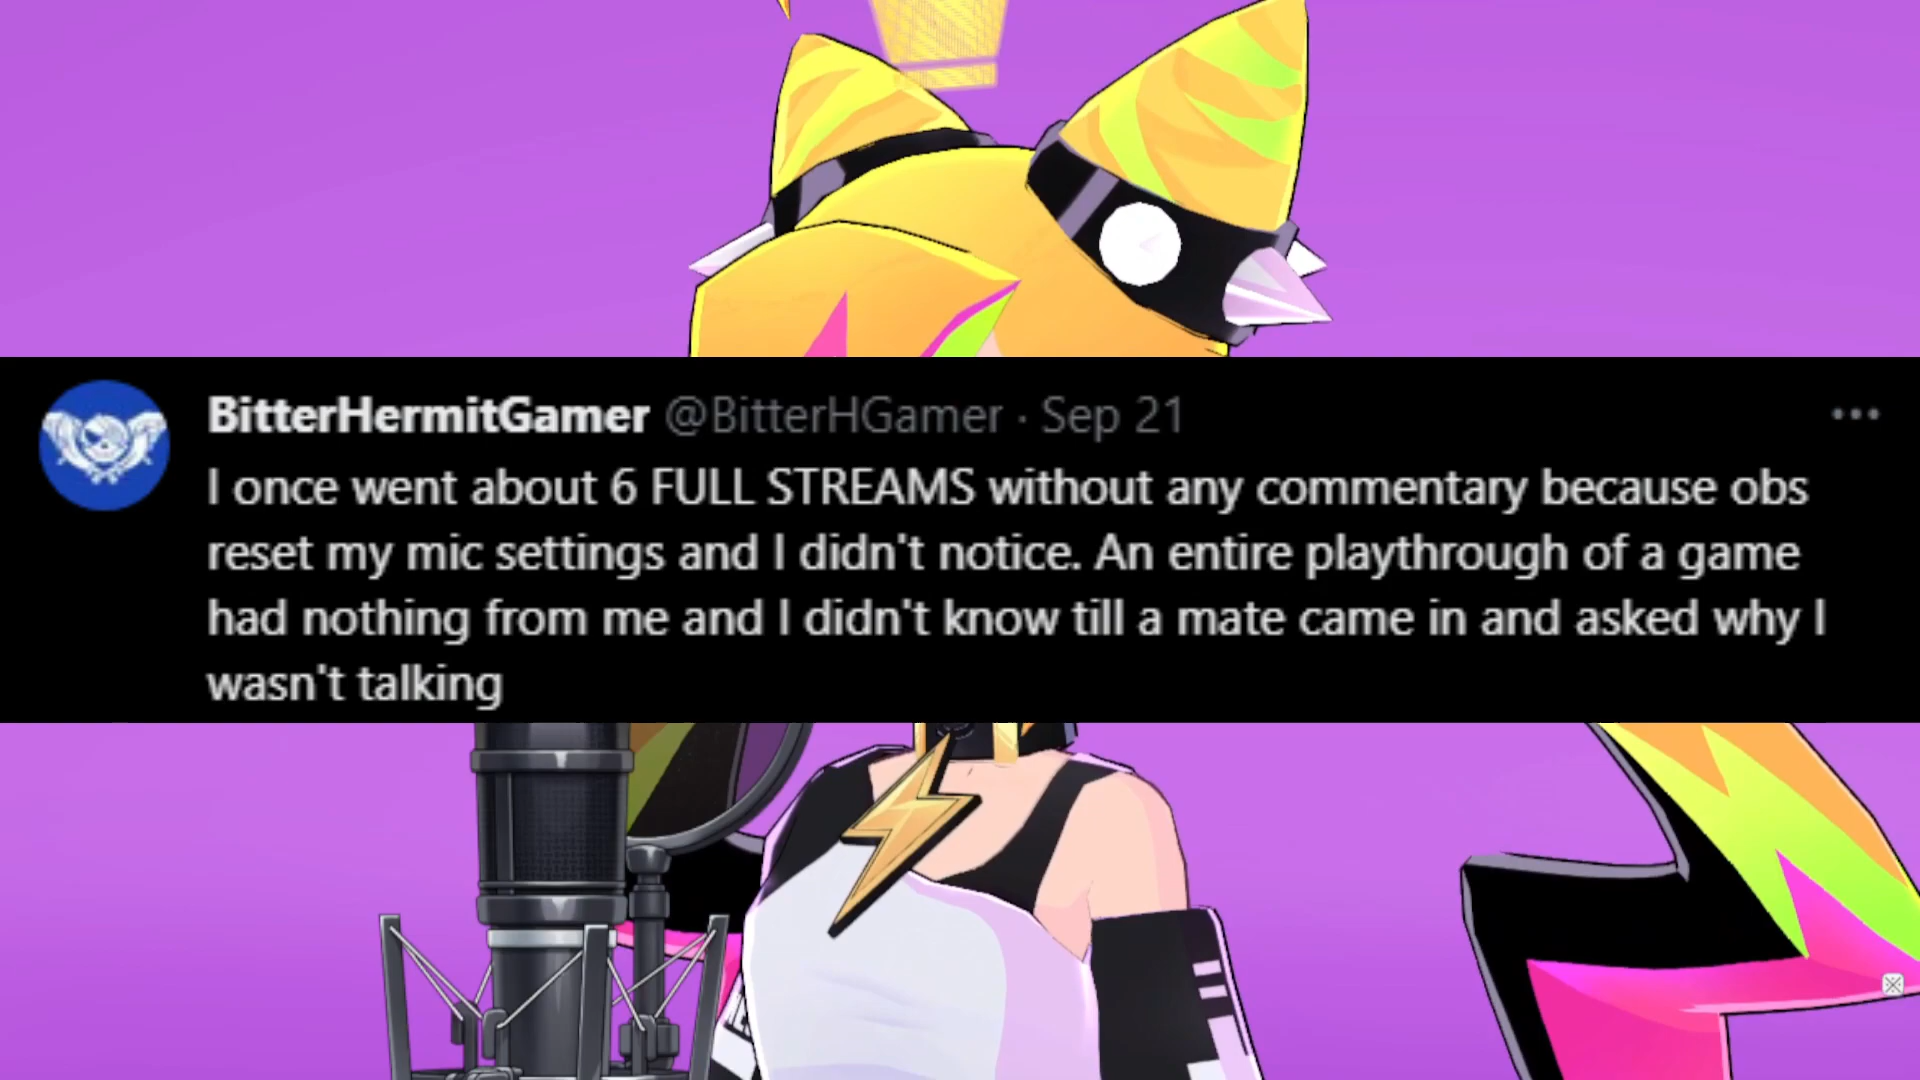 BitterHermitGamer @BitterHGamer · Sep 21
I once went about 6 FULL STREAMS without any commentary because obs
reset my mic settings and I didn't notice. An entire playthrough of a game
had nothing from me and I didn't know till a mate came in and asked why I
wasn't talking